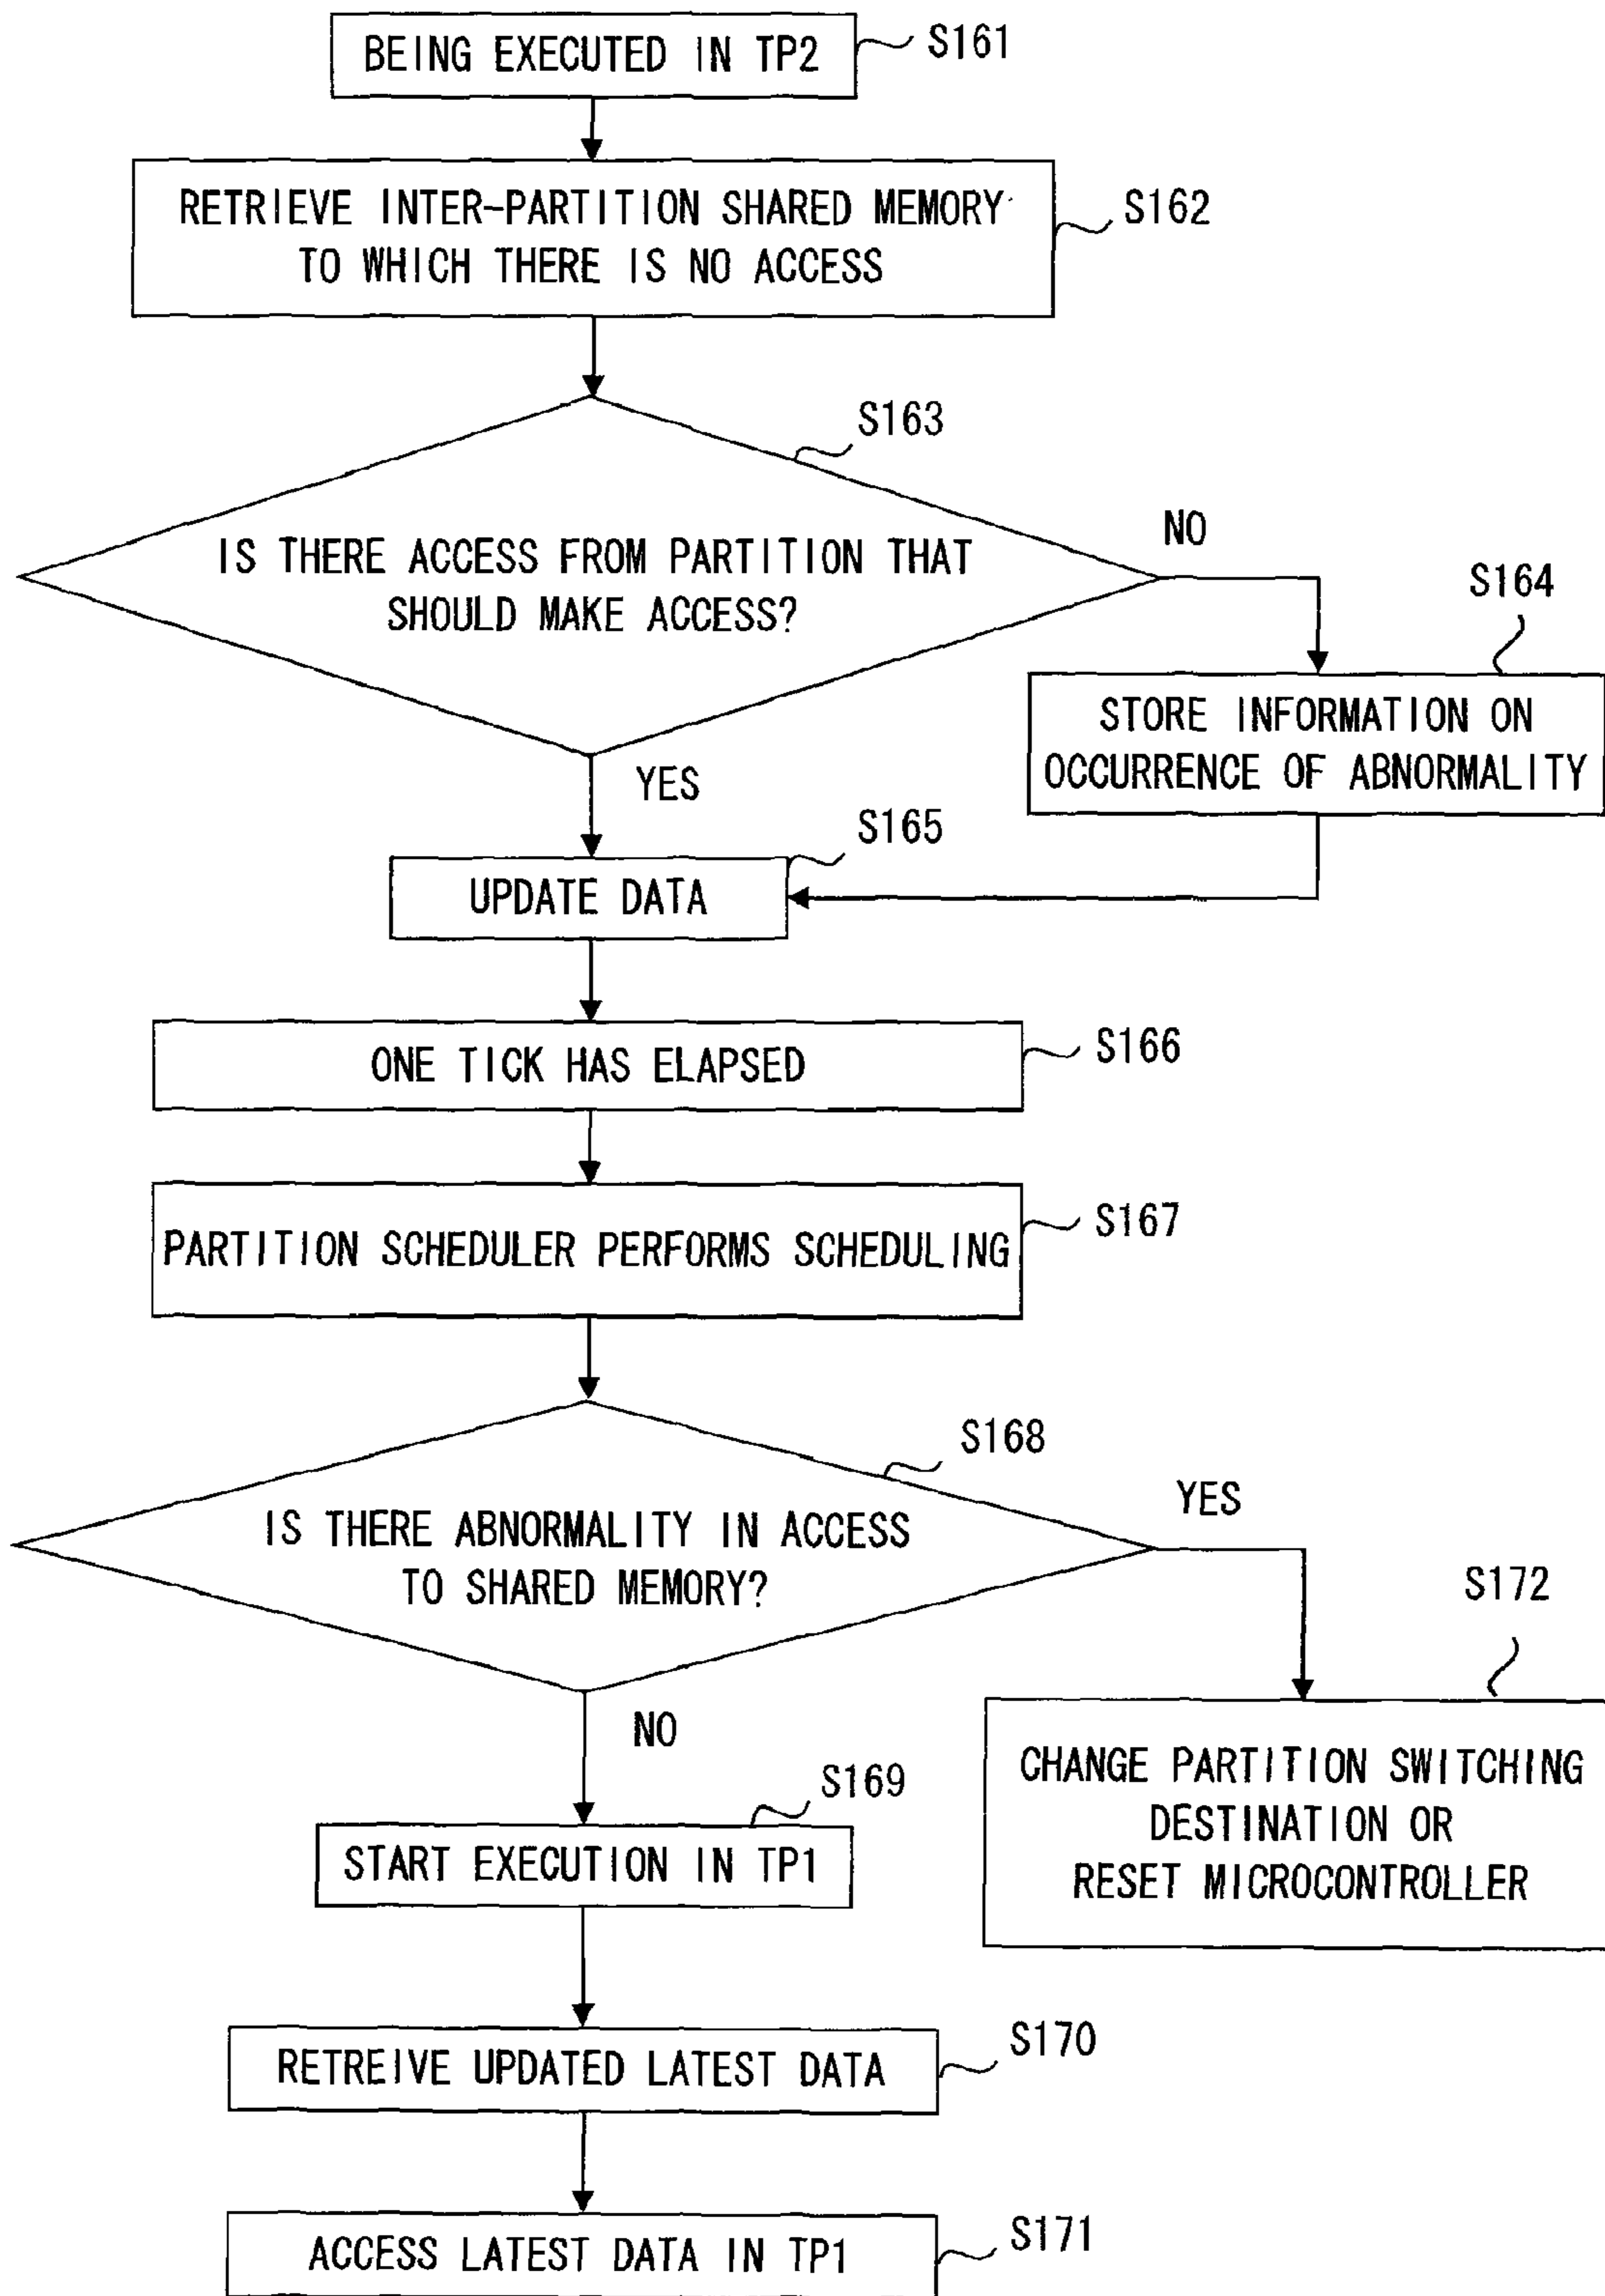 BEING EXECUTED IN TP2
S161
RETRIEVE INTER-PARTITION SHARED MEMORY
TO WHICH THERE IS NO ACCESS
S162
S163
IS THERE ACCESS FROM PARTITION THAT
SHOULD MAKE ACCESS?
NO
S164
STORE INFORMATION ON
OCCURRENCE OF ABNORMALITY
YES
S165
UPDATE DATA
ONE TICK HAS ELAPSED
S166
PARTITION SCHEDULER PERFORMS SCHEDULING
S167
S168
IS THERE ABNORMALITY IN ACCESS
TO SHARED MEMORY?
YES
S172
CHANGE PARTITION SWITCHING
DESTINATION OR
RESET MICROCONTROLLER
NO
S169
START EXECUTION IN TP1
RETREIVE UPDATED LATEST DATA
S170
ACCESS LATEST DATA IN TP1
S171